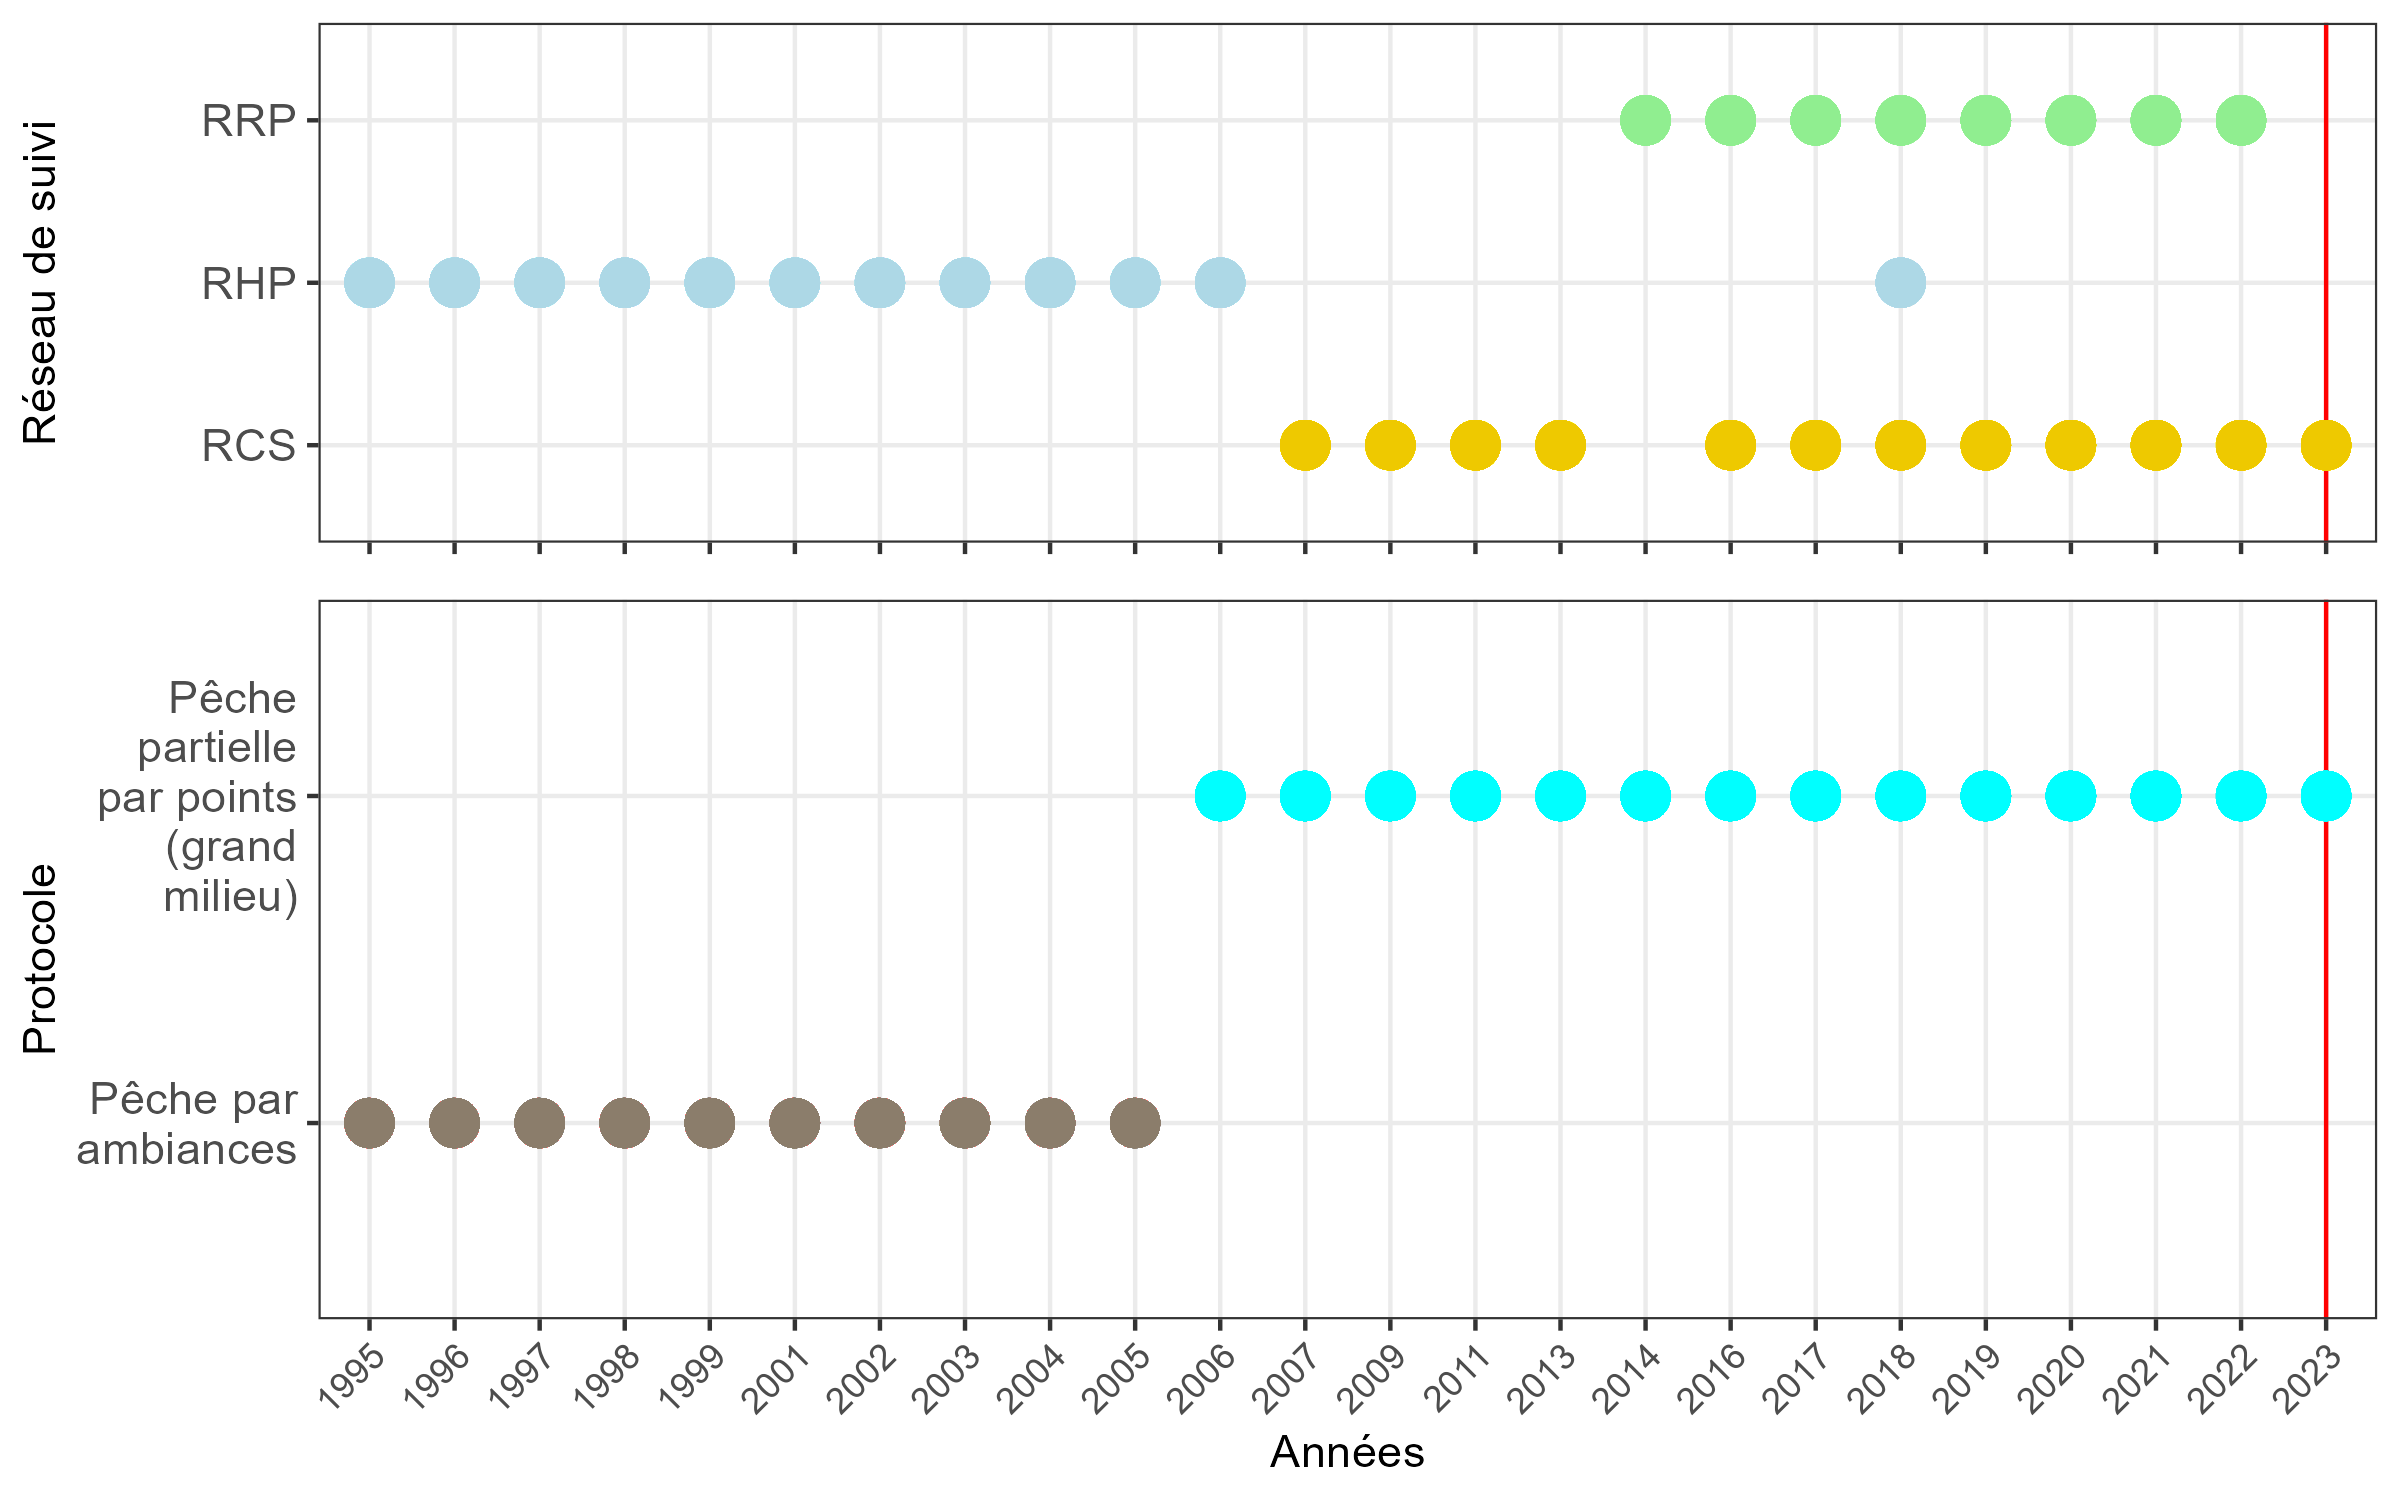 Réseau de suivi
RRP
RHP
RCS
Protocole
Pêche
partielle
par points
(grand
milieu)
Pêche par
ambiances
1995 1996 1997 1998 1999 2001 2002 2003 2004 2005 2006 2007 2009 2011 2013 2014 2016 2017 2018 2019 2020 2021 2022 2023
Années